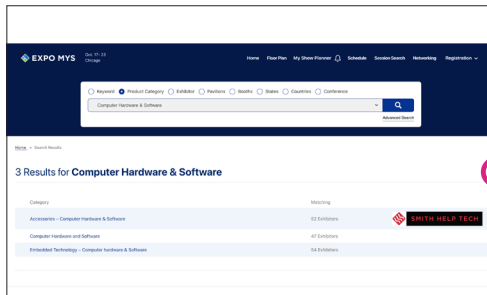 EXPO MYS
Oct. 17-23
Chicago
Home Floor Plan My Show Planner Schedule Session Search Networking Registration
Keyword Product Category Exhibitor Pavilions Booths States Countries Conference
Computer Hardware & Software
Advanced Search
Home > Search Results
3 Results for Computer Hardware & Software
Category Matching
Accessories – Computer Hardware & Software 62 Exhibitors
SMITH HELP TECH
Computer Hardware and Software 47 Exhibitors
Embedded Technology – Computer hardware & Software 54 Exhibitors